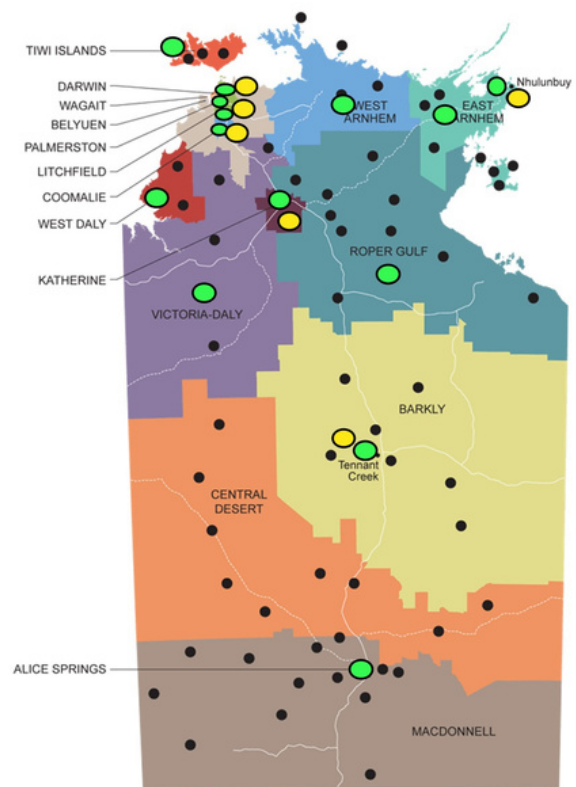 TIWI ISLANDS
DARWIN
WAGAIT
BELYUEN
PALMERSTON
LITCHFIELD
COOMALIE
WEST DALY
KATHERINE
WEST
ARNHEM
EAST
ARNHEM
Nhulunbuy
ROPER GULF
VICTORIA-DALY
BARKLY
Tennant
Creek
CENTRAL
DESERT
ALICE SPRINGS
MACDONNELL